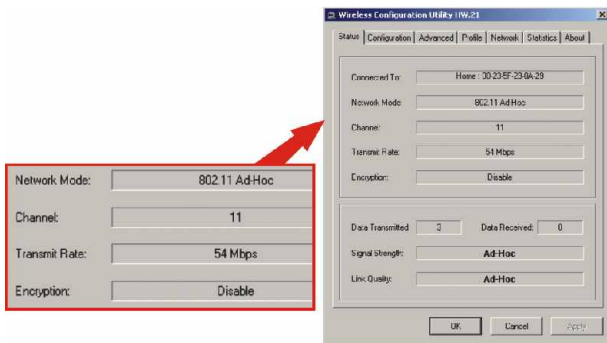 Wireless Configuration Utility HW.21
Status Configuration Advanced Profile Network Statistics About
Connected To: Home : 00-23-5F-23-0A-29
Network Mode: 802.11 Ad-Hoc
Channel: 11
Transmit Rate: 54 Mbps
Encryption: Disable
Data Transmitted: 3 Data Received: 0
Signal Strength: Ad-Hoc
Link Quality: Ad-Hoc
OK Cancel Apply
Network Mode: 802.11 Ad-Hoc
Channel: 11
Transmit Rate: 54 Mbps
Encryption: Disable